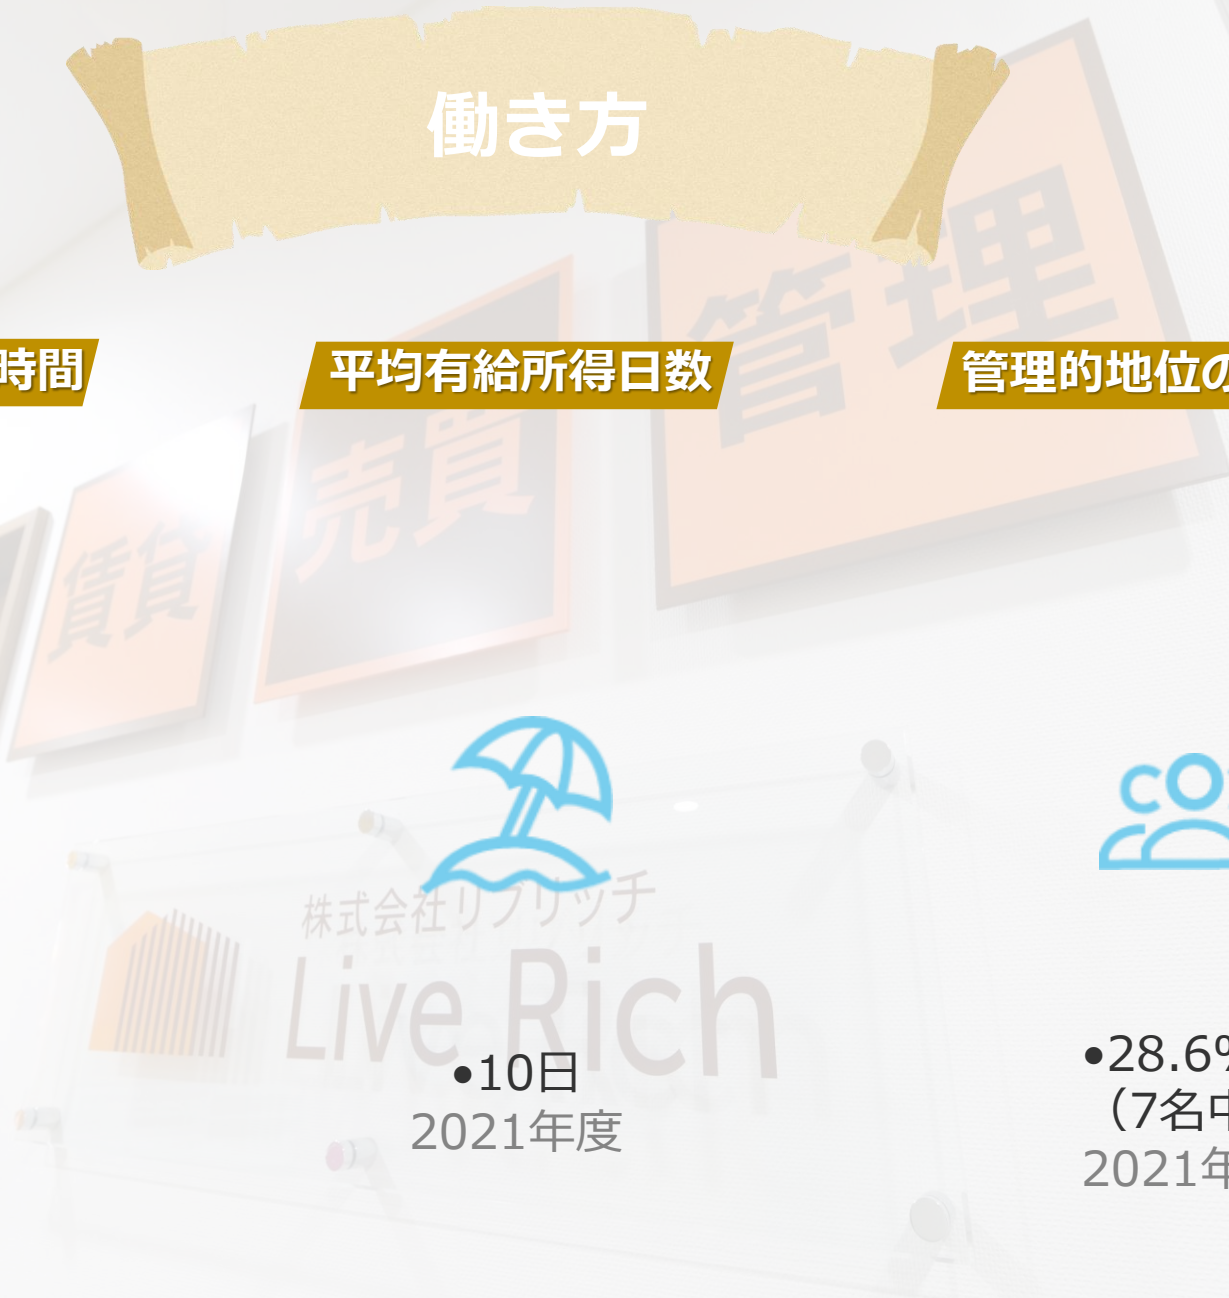 働き方
時間
平均有給所得日数
管理的地位の
管理
売買
賃貸
株式会社リブリッチ
Live Rich
•10日
2021年度
•28.6%
（7名中
2021年